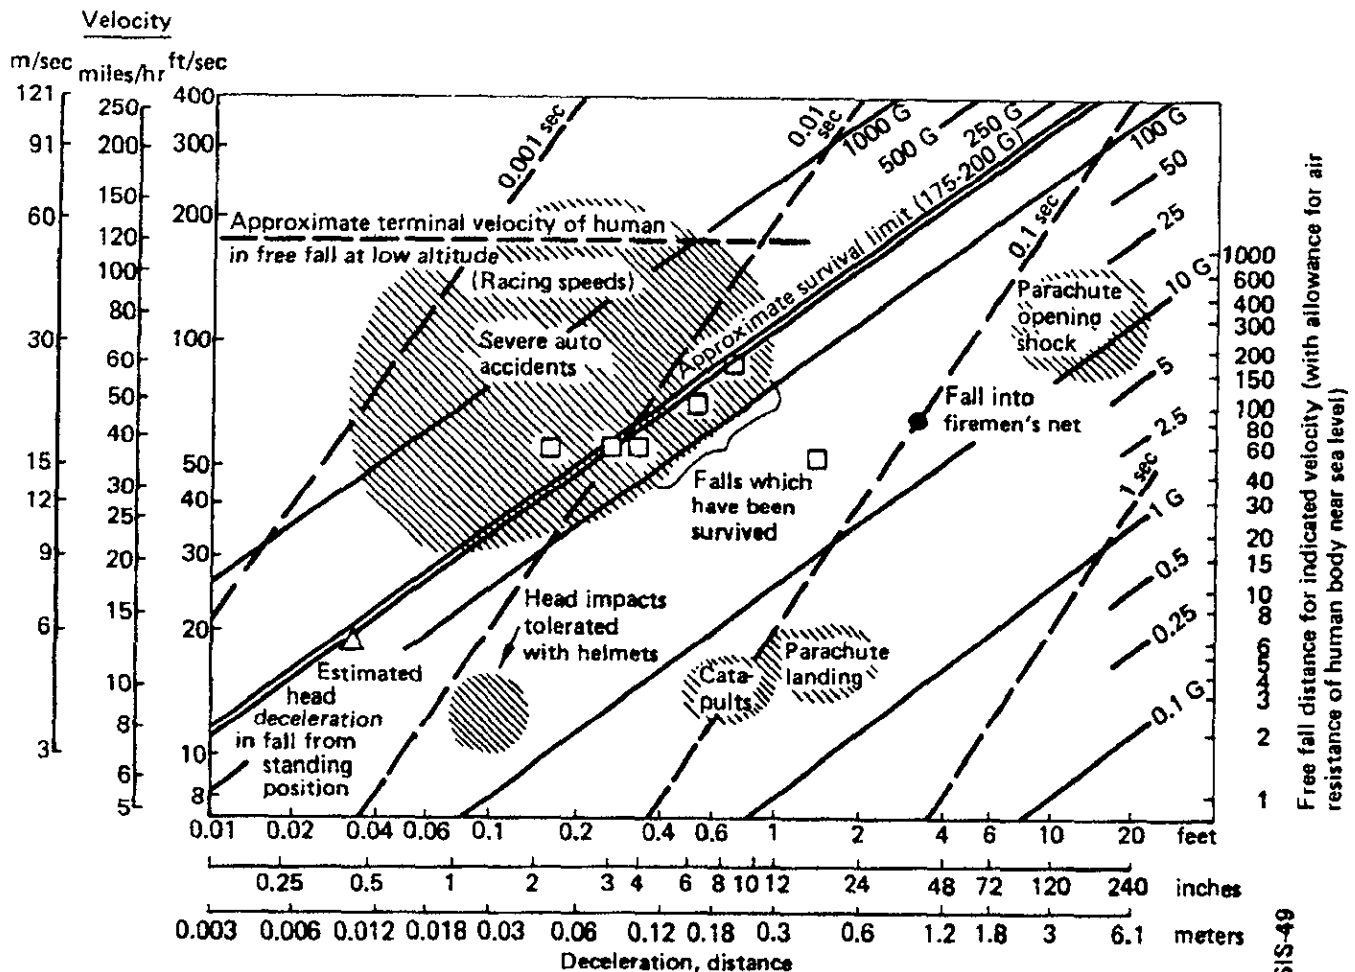 Velocity
m/sec miles/hr ft/sec
121
91
60
30
15
12
9
6
3
250
200
150
120
100
80
60
50
40
30
25
20
15
10
8
6
5
400
300
200
100
50
40
30
20
10
8
0.001 sec
0.01
sec
1000 G
500 G
250 G
Approximate survival limit (175-200 G)
100 G
50
25
10 G
5
2.5
1 G
0.5
0.25
0.1 G
0.1 sec
1 sec
Approximate terminal velocity of human
in free fall at low altitude
(Racing speeds)
Severe auto
accidents
Parachute
opening
shock
Fall into
firemen's net
Falls which
have been
survived
Head impacts
tolerated
with helmets
Estimated
head
deceleration
in fall from
standing
position
Cata-
pults
Parachute
landing
1000
600
400
300
200
150
100
80
60
40
30
20
15
10
8
6
5
4
3
2
1
Free fall distance for indicated velocity (with allowance for air
resistance of human body near sea level)
0.01 0.02 0.04 0.06 0.1 0.2 0.4 0.6 1 2 4 6 10 20 feet
0.25 0.5 1 2 3 4 6 8 10 12 24 48 72 120 240 inches
0.003 0.006 0.012 0.018 0.03 0.06 0.12 0.18 0.3 0.6 1.2 1.8 3 6.1 meters
Deceleration, distance
SIS-49